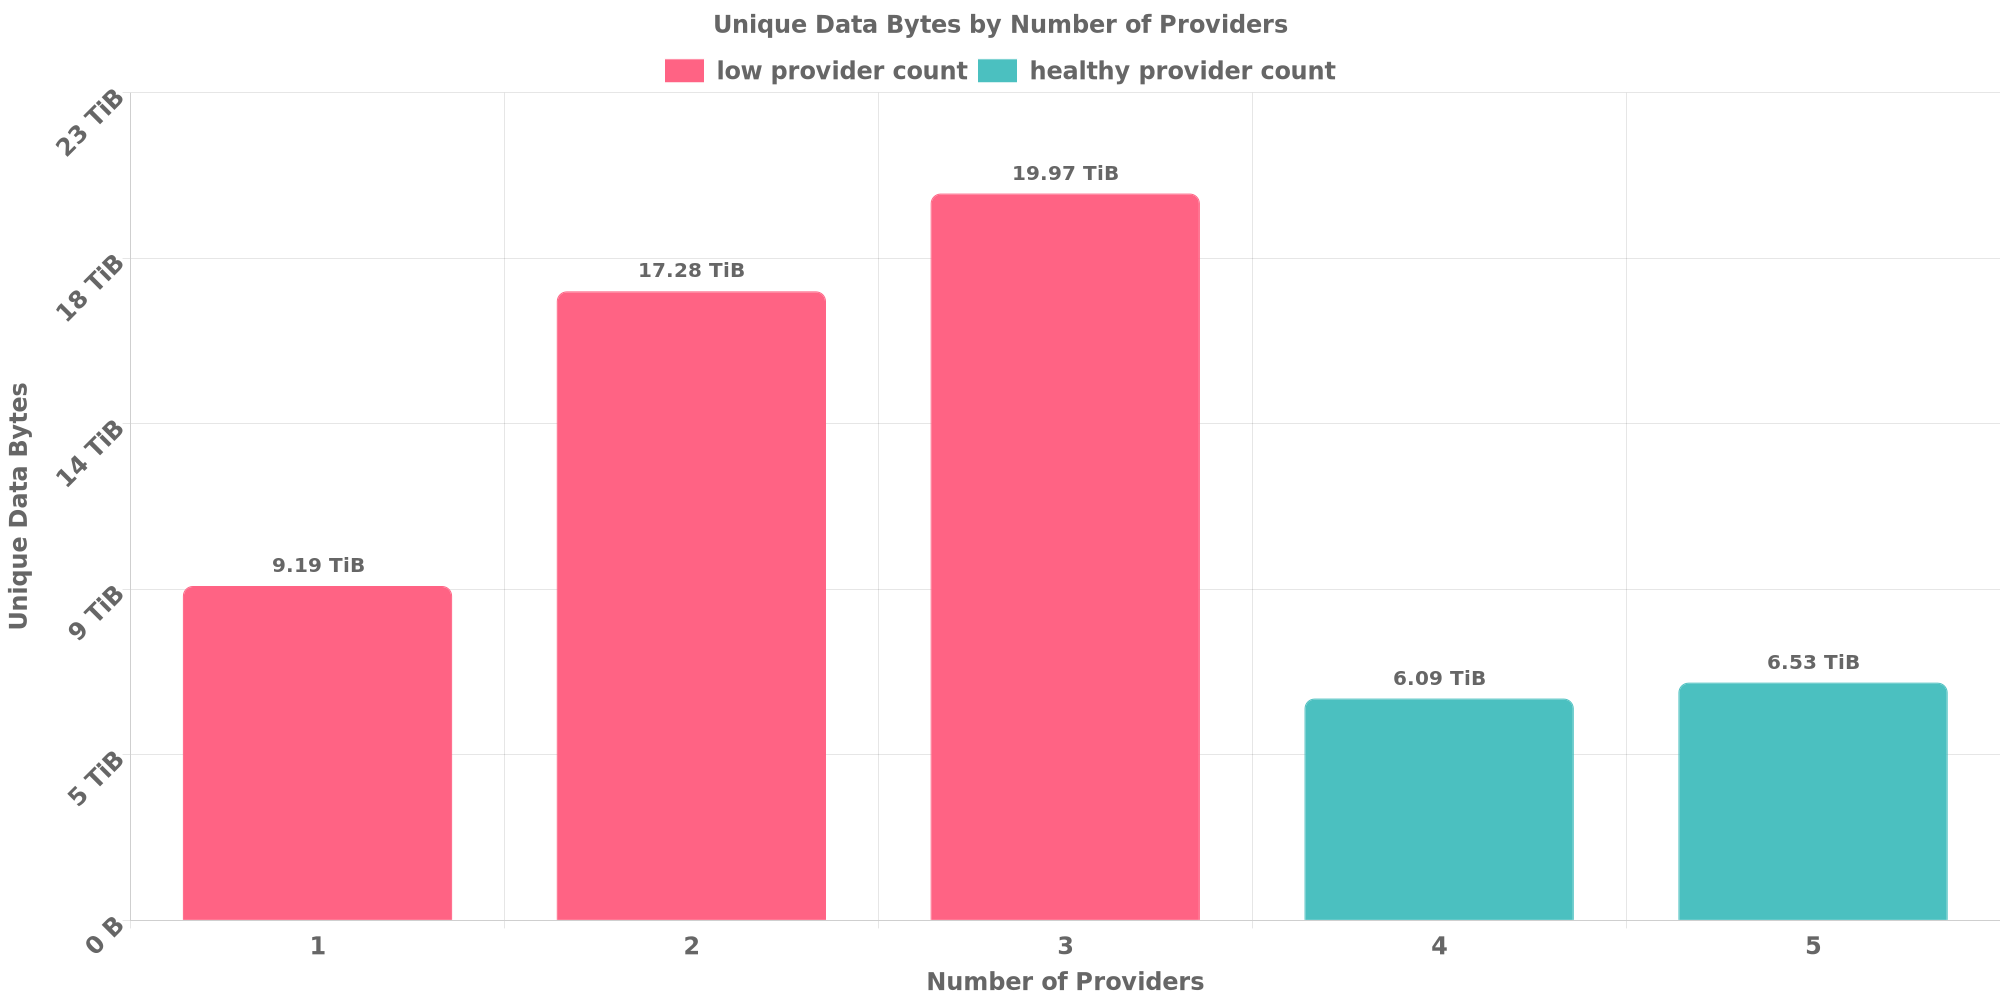 Unique Data Bytes by Number of Providers
low provider count healthy provider count
23 TiB
18 TiB
14 TiB
9 TiB
5 TiB
0 B
Unique Data Bytes
9.19 TiB
17.28 TiB
19.97 TiB
6.09 TiB
6.53 TiB
1 2 3 4 5
Number of Providers